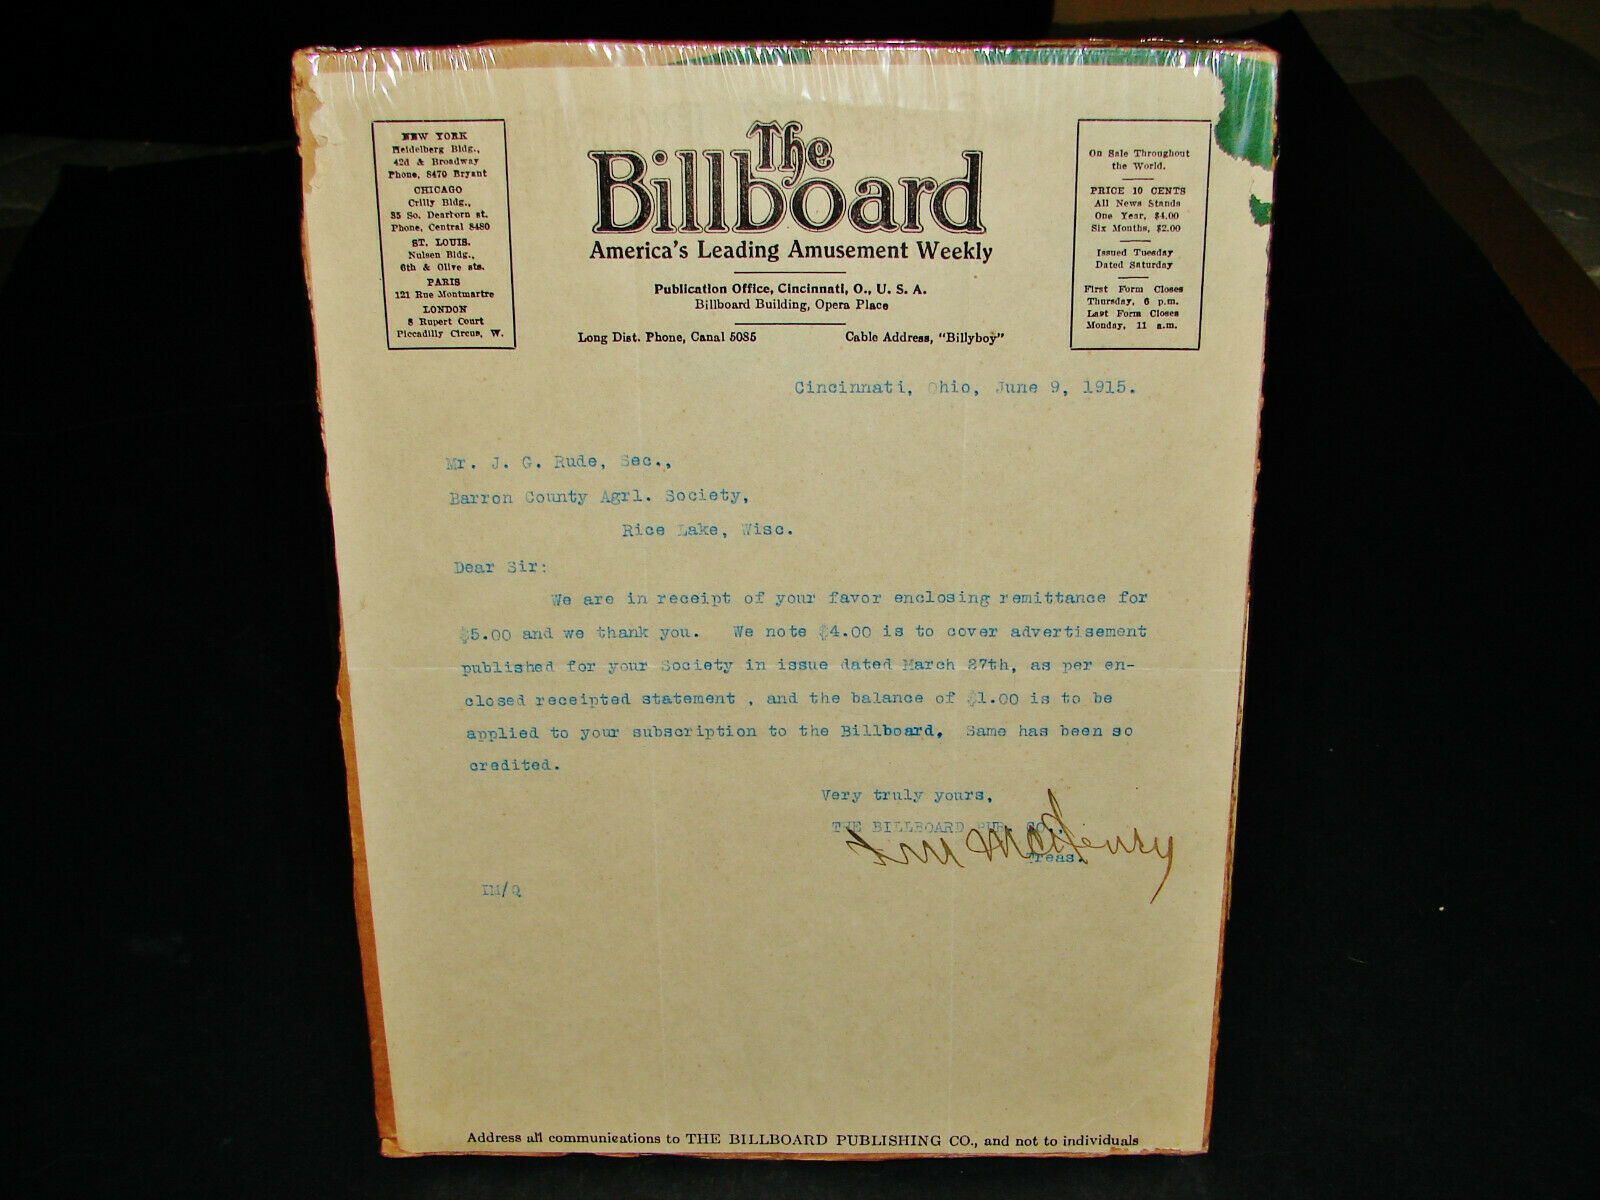 NEW YORK
Heidelberg Bldg.,
42d & Broadway
Phone, 8470 Bryant
CHICAGO
Crilly Bldg.,
35 So. Dearborn st.
Phone, Central 8480
ST. LOUIS.
Nulsen Bldg.,
6th & Olive sts.
PARIS
121 Rue Montmartre
LONDON
8 Rupert Court
Piccadilly Circus, W.
The
Billboard
America's Leading Amusement Weekly
Publication Office, Cincinnati, O., U. S. A.
Billboard Building, Opera Place
Long Dist. Phone, Canal 5085
Cable Address, "Billyboy"
On Sale Throughout
the World.
PRICE 10 CENTS
All News Stands
One Year, $4.00
Six Months, $2.00
Issued Tuesday
Dated Saturday
First Form Closes
Thursday, 6 p.m.
Last Form Closes
Monday, 11 a.m.
Cincinnati, Ohio, June 9, 1915.
Mr. J. G. Rude, Sec.,
Barron County Agrl. Society,
Rice Lake, Wisc.
Dear Sir:
We are in receipt of your favor enclosing remittance for
$5.00 and we thank you. We note $4.00 is to cover advertisement
published for your Society in issue dated March 27th, as per en-
closed receipted statement , and the balance of $1.00 is to be
applied to your subscription to the Billboard. Same has been so
credited.
Very truly yours,
THE BILLBOARD PUB. CO.,
McHenry
Treas.
IM/Q
Address all communications to THE BILLBOARD PUBLISHING CO., and not to individuals